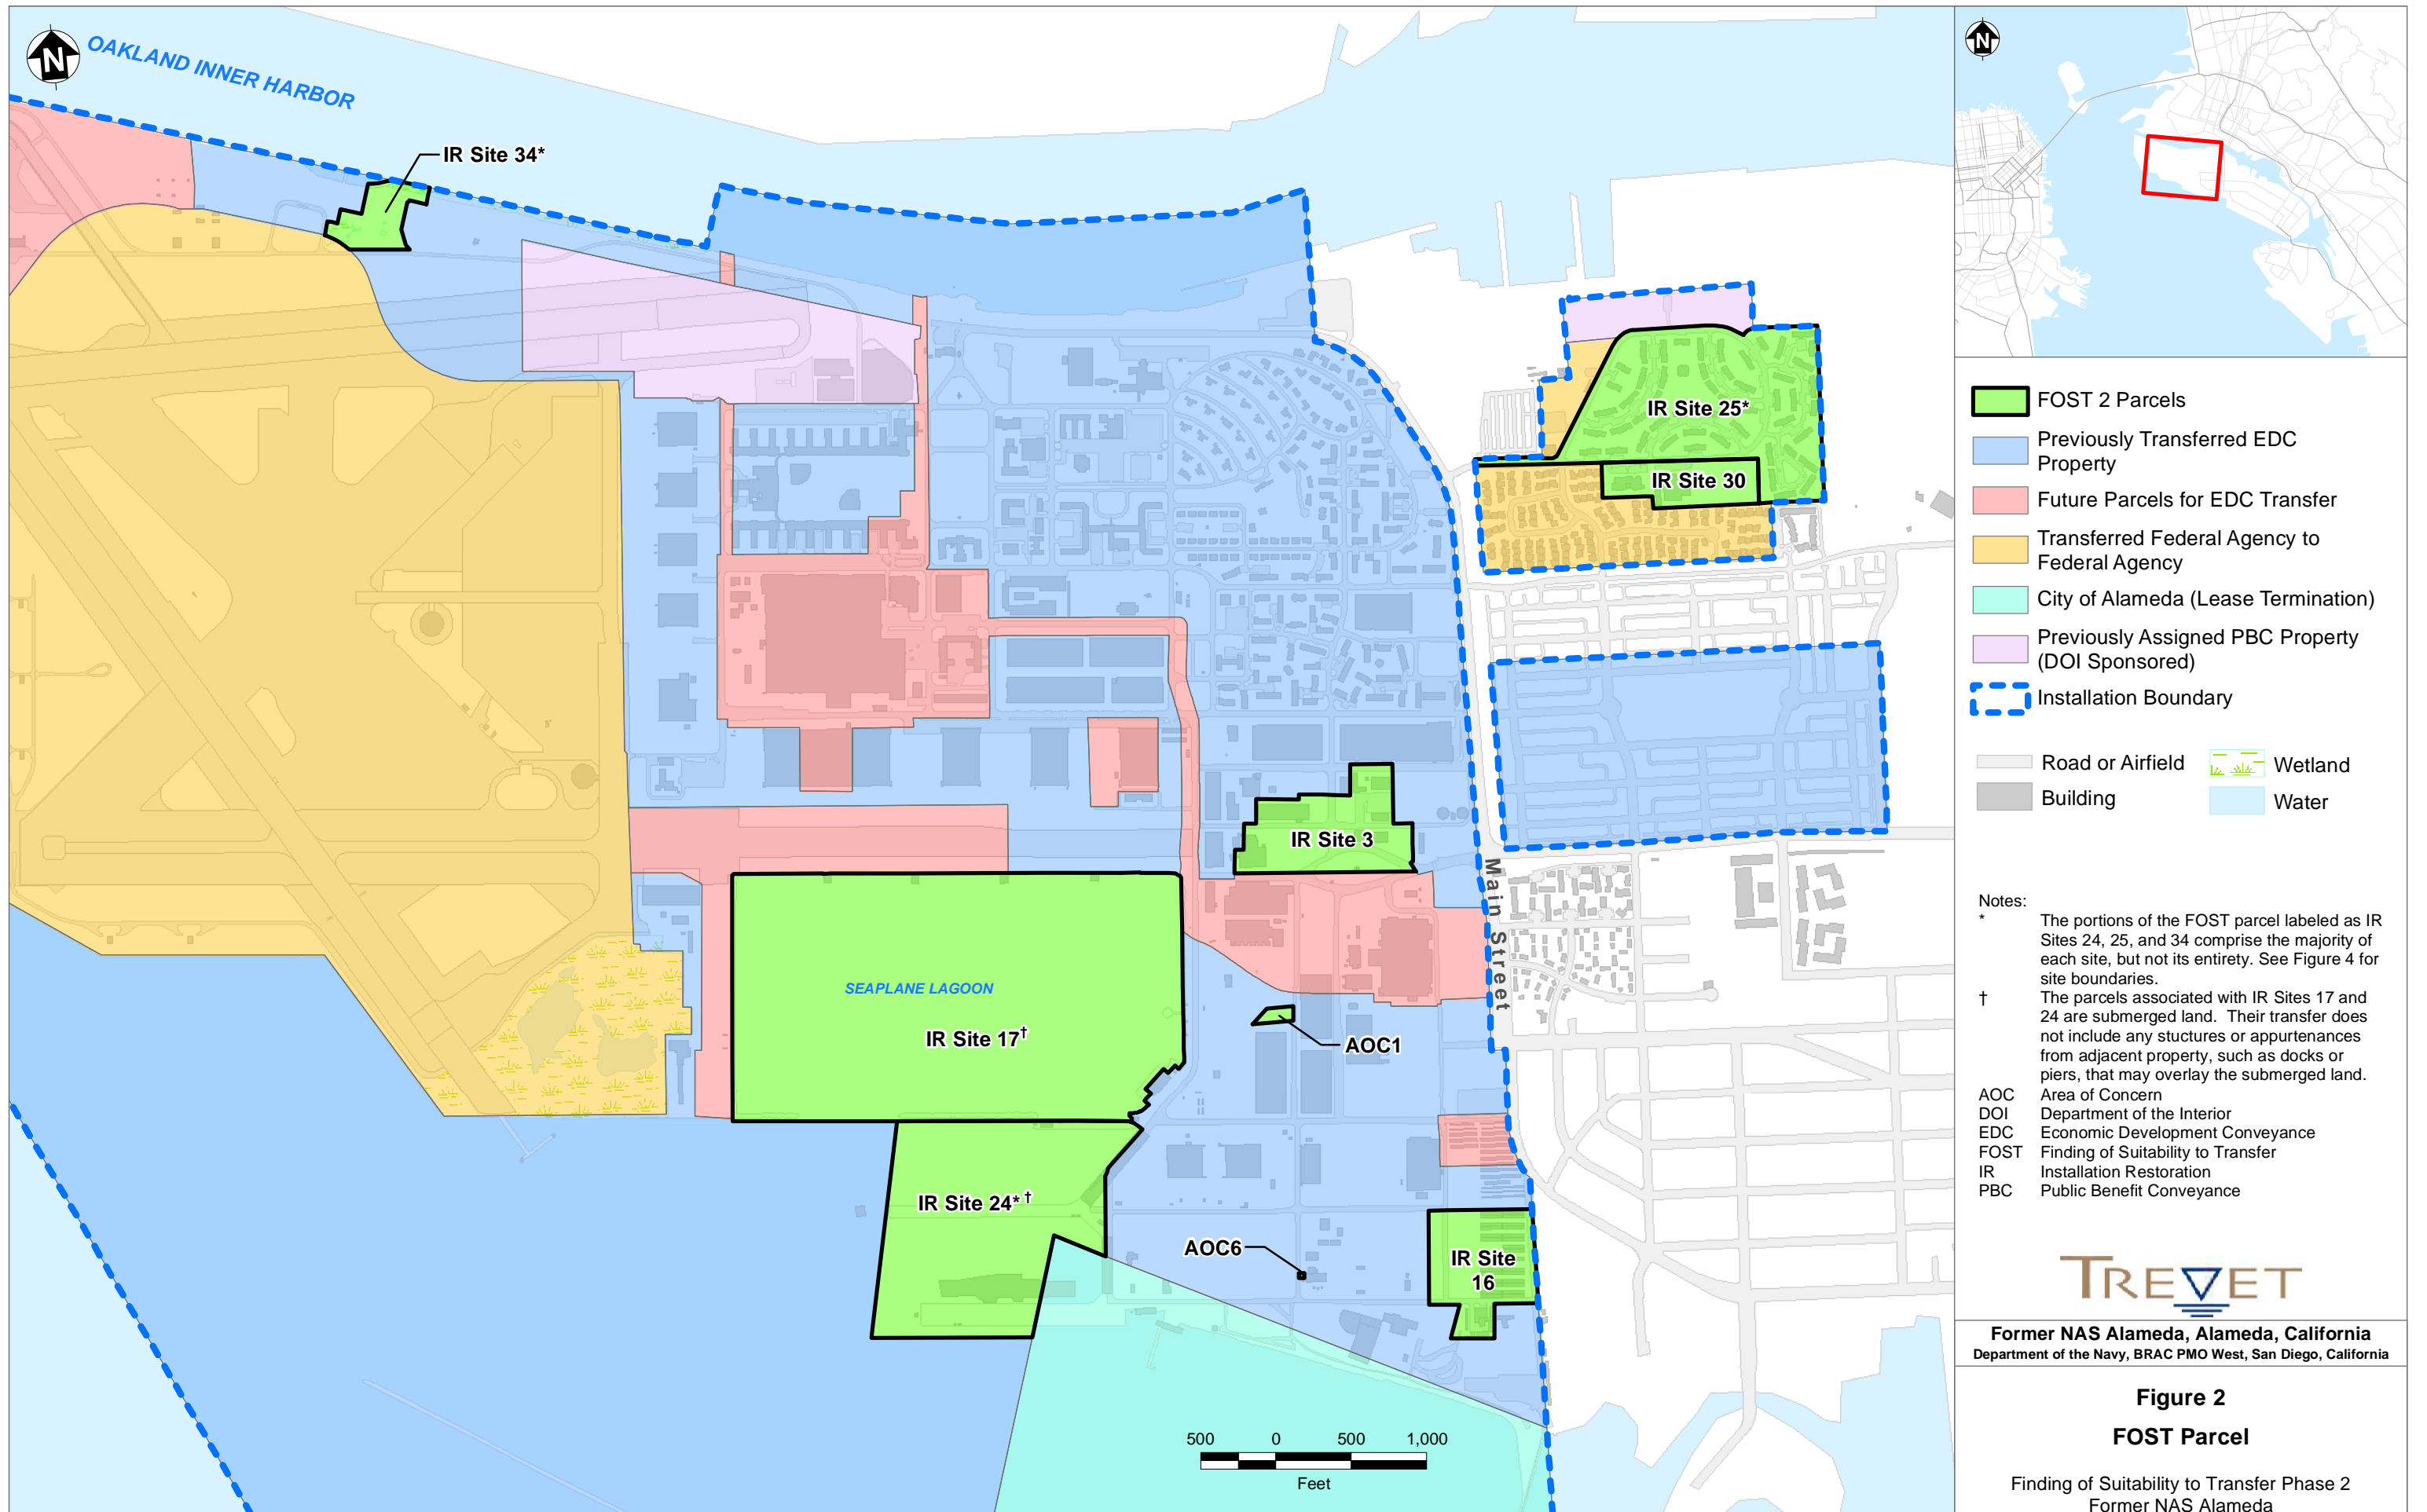 N
OAKLAND INNER HARBOR
IR Site 34*
IR Site 25*
IR Site 30
IR Site 3
Main Street
SEAPLANE LAGOON
IR Site 17†
AOC1
IR Site 24*†
AOC6
IR Site
16
500 0 500 1,000
Feet
N
FOST 2 Parcels
Previously Transferred EDC
Property
Future Parcels for EDC Transfer
Transferred Federal Agency to
Federal Agency
City of Alameda (Lease Termination)
Previously Assigned PBC Property
(DOI Sponsored)
Installation Boundary
Road or Airfield
Wetland
Building
Water
Notes:
* The portions of the FOST parcel labeled as IR
Sites 24, 25, and 34 comprise the majority of
each site, but not its entirety. See Figure 4 for
site boundaries.
† The parcels associated with IR Sites 17 and
24 are submerged land. Their transfer does
not include any stuctures or appurtenances
from adjacent property, such as docks or
piers, that may overlay the submerged land.
AOC Area of Concern
DOI Department of the Interior
EDC Economic Development Conveyance
FOST Finding of Suitability to Transfer
IR Installation Restoration
PBC Public Benefit Conveyance
TREVET
Former NAS Alameda, Alameda, California
Department of the Navy, BRAC PMO West, San Diego, California
Figure 2
FOST Parcel
Finding of Suitability to Transfer Phase 2
Former NAS Alameda